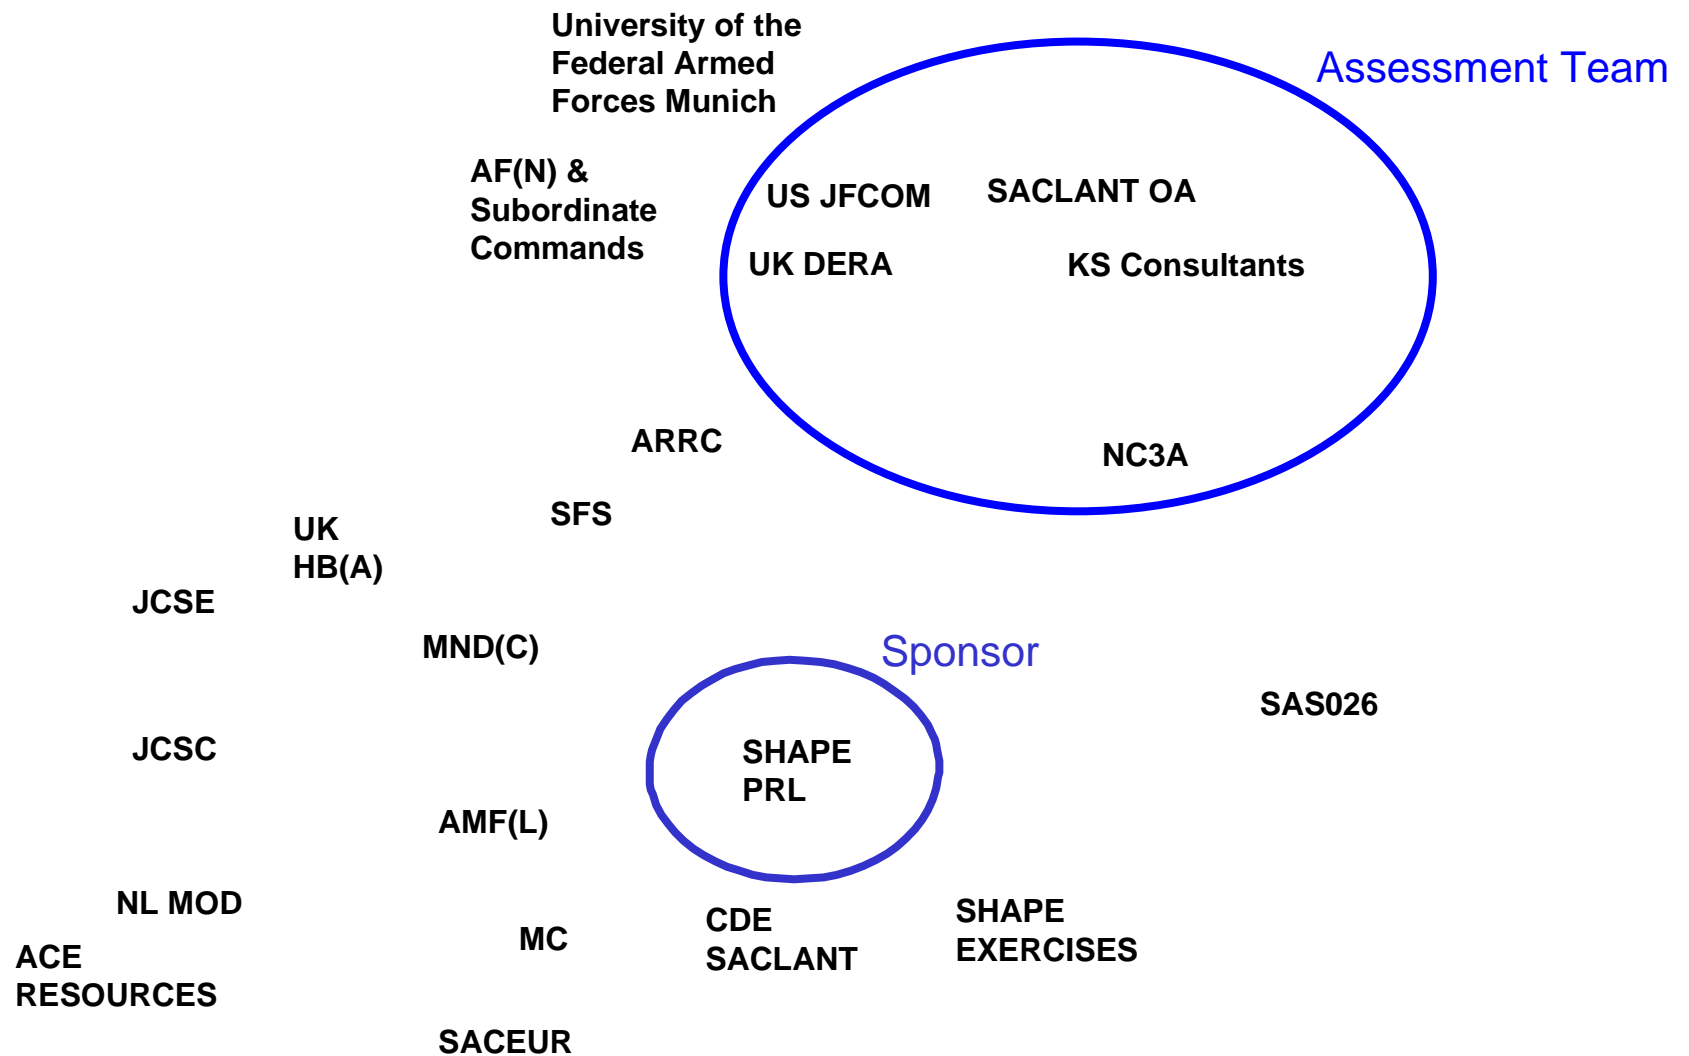 University of the
Federal Armed
Forces Munich
Assessment Team
AF(N) &
Subordinate
Commands
US JFCOM
SACLANT OA
UK DERA
KS Consultants
ARRC
NC3A
SFS
UK
HB(A)
JCSE
MND(C)
Sponsor
SAS026
JCSC
SHAPE
PRL
AMF(L)
NL MOD
MC
CDE
SACLANT
SHAPE
EXERCISES
ACE
RESOURCES
SACEUR